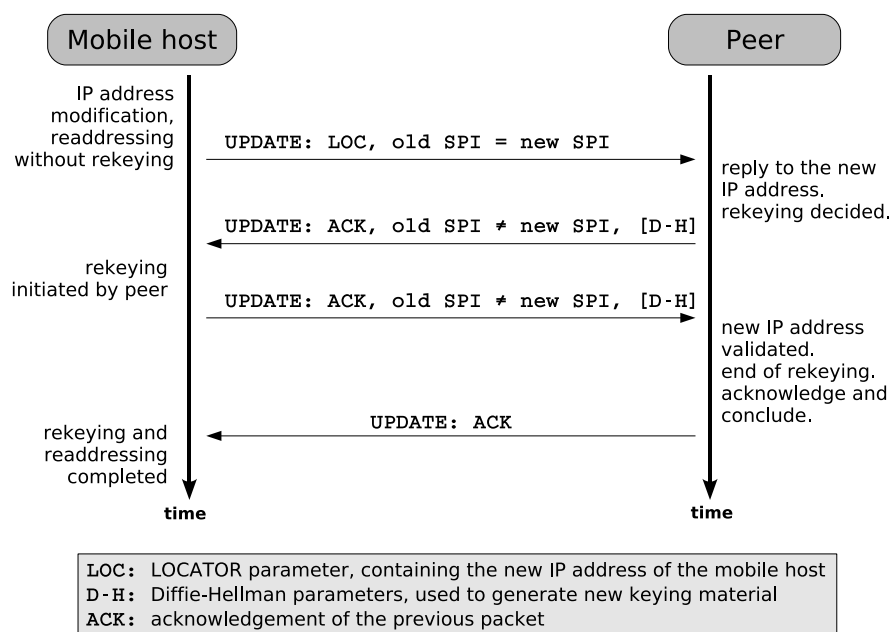 Mobile host
Peer
IP address
modification,
readdressing
without rekeying
UPDATE: LOC, old SPI = new SPI
reply to the new
IP address.
rekeying decided.
UPDATE: ACK, old SPI ≠ new SPI, [D-H]
rekeying
initiated by peer
UPDATE: ACK, old SPI ≠ new SPI, [D-H]
new IP address
validated.
end of rekeying.
acknowledge and
conclude.
UPDATE: ACK
rekeying and
readdressing
completed
time
time
LOC: LOCATOR parameter, containing the new IP address of the mobile host
D-H: Diffie-Hellman parameters, used to generate new keying material
ACK: acknowledgement of the previous packet